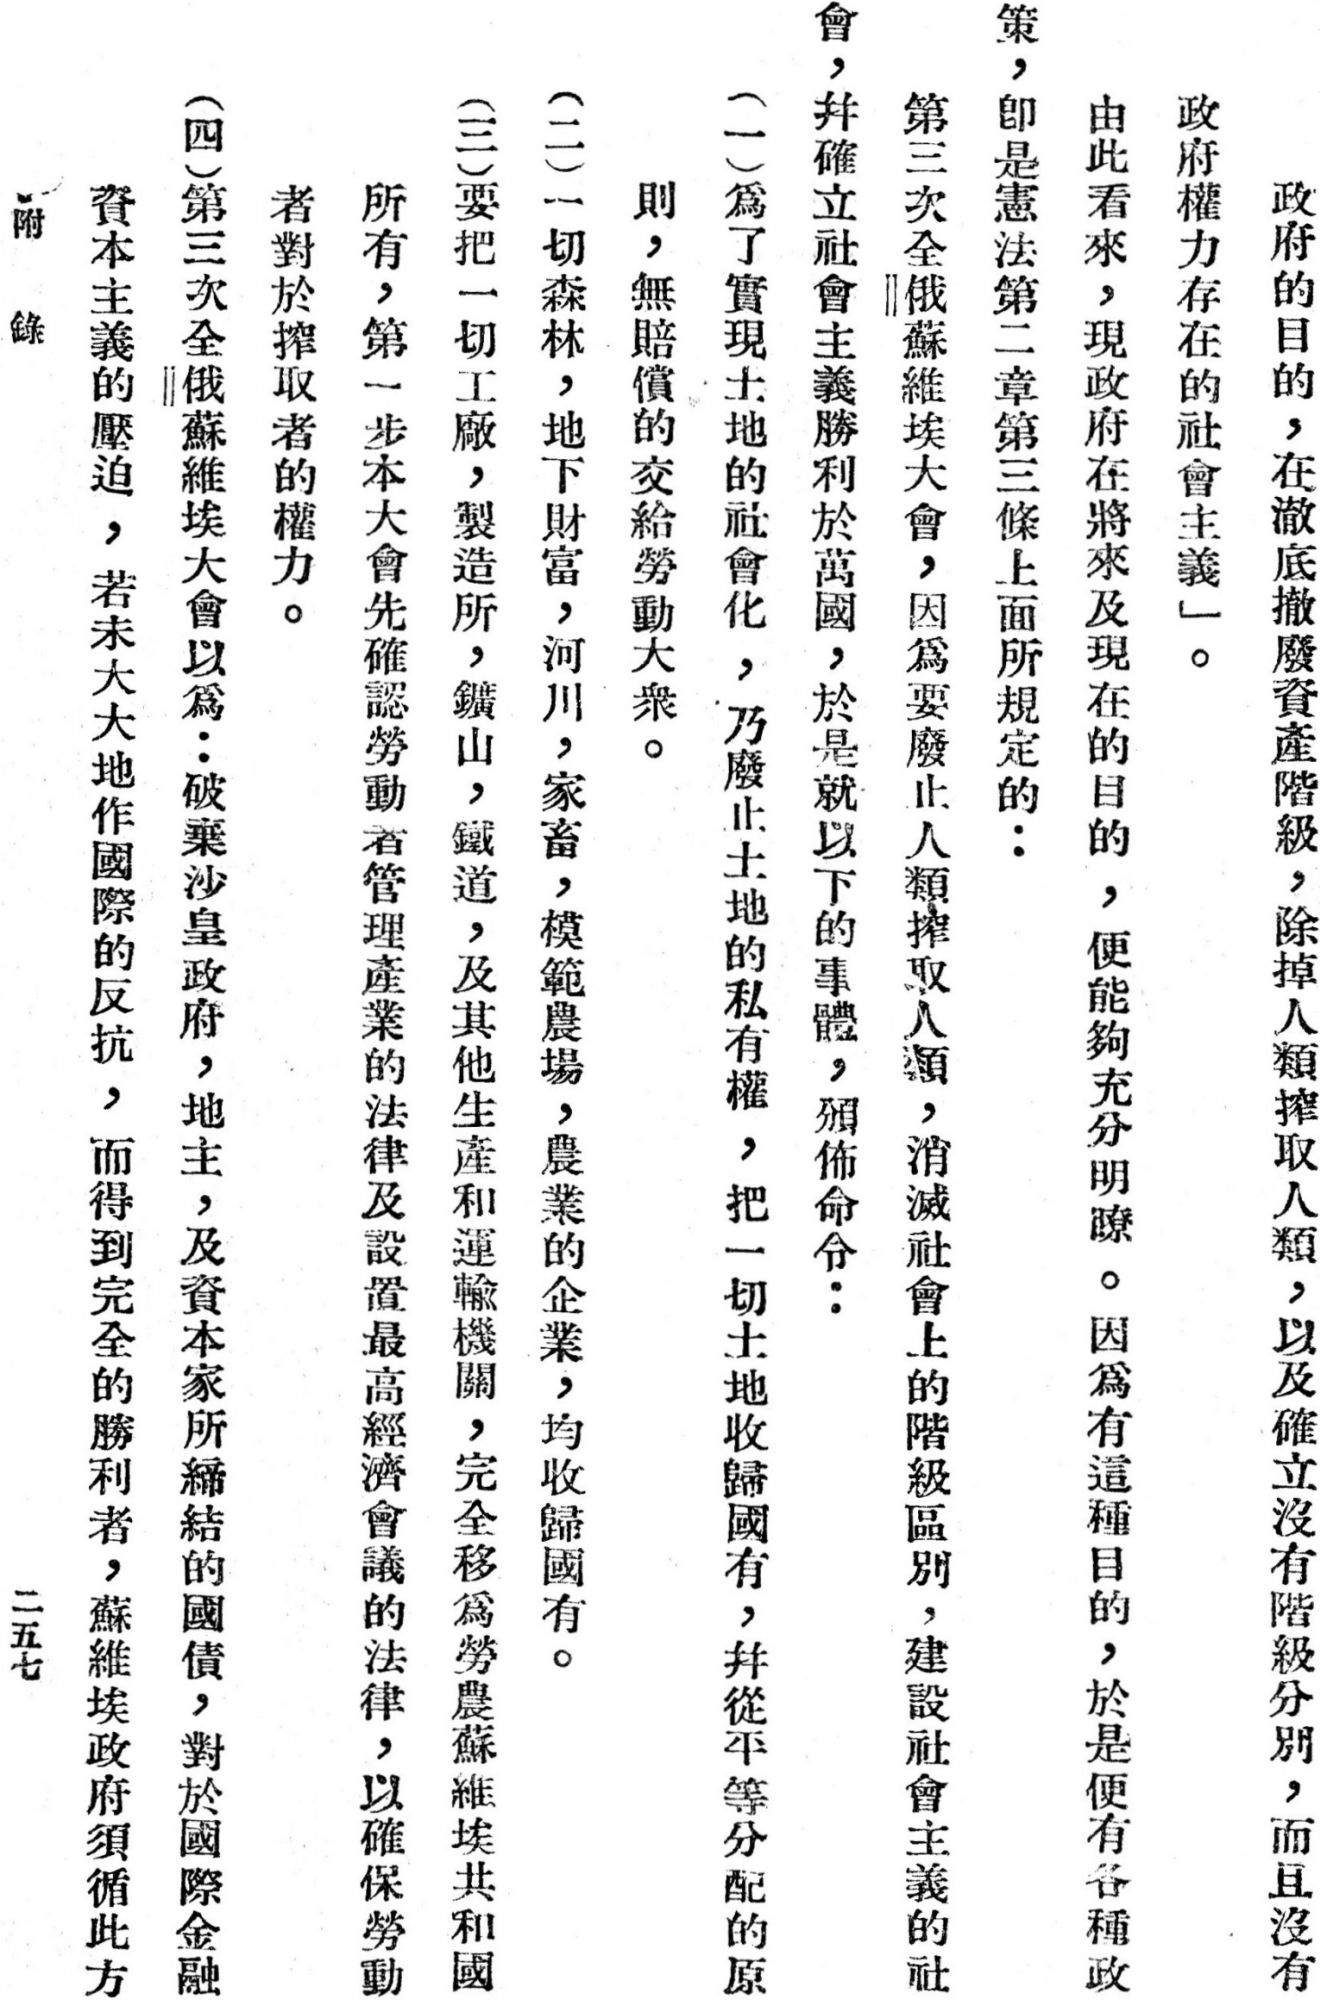 政府的目的，在澈底撤廢資產階級，除掉人類搾取人類，以及確立沒有階級分別，而且沒有
政府權力存在的社會主義」。
由此看來，現政府在將來及現在的目的，便能夠充分明瞭。因爲有這種目的，於是便有各種政
策，卽是憲法第二章第三條上面所規定的：
第三次全俄蘇維埃大會，因爲要廢止人類搾取人類，消滅社會上的階級區別，建設社會主義的社
會，幷確立社會主義勝利於萬國，於是就以下的事體，頒佈命令：
（一）爲了實現土地的社會化，乃廢止土地的私有權，把一切土地收歸國有，幷從平等分配的原
則，無賠償的交給勞動大衆。
（二）一切森林，地下財富，河川，家畜，模範農場，農業的企業，均收歸國有。
（三）要把一切工廠，製造所，鑛山，鐵道，及其他生產和運輸機關，完全移爲勞農蘇維埃共和國
所有，第一步本大會先確認勞動者管理產業的法律及設置最高經濟會議的法律，以確保勞動
者對於搾取者的權力。
（四）第三次全俄蘇維埃大會以爲：破棄沙皇政府，地主，及資本家所締結的國債，對於國際金融
資本主義的壓迫，若未大大地作國際的反抗，而得到完全的勝利者，蘇維埃政府須循此方
附錄
二五七